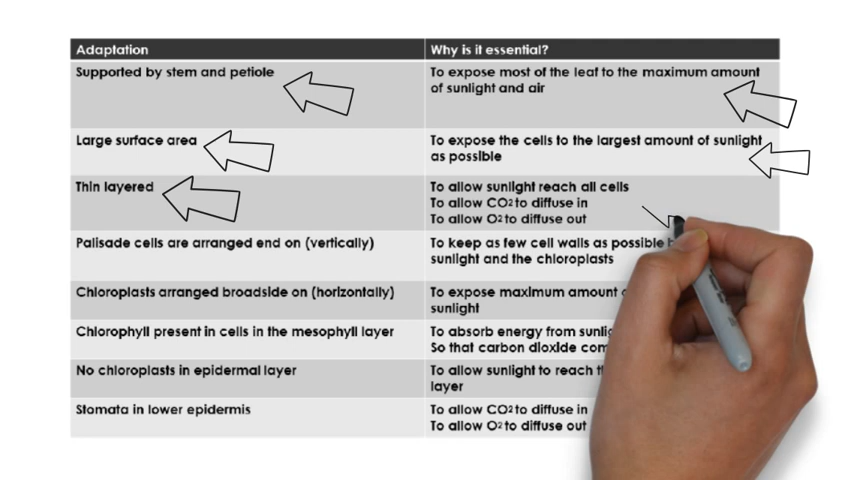 Adaptation
Why is it essential?
Supported by stem and petiole
To expose most of the leaf to the maximum amount
of sunlight and air
Large surface area
To expose the cells to the largest amount of sunlight
as possible
Thin layered
To allow sunlight reach all cells
To allow CO2 to diffuse in
To allow O2 to diffuse out
Palisade cells are arranged end on (vertically)
To keep as few cell walls as possible
sunlight and the chloroplasts
Chloroplasts arranged broadside on (horizontally)
To expose maximum amount
sunlight
Chlorophyll present in cells in the mesophyll layer
To absorb energy from
So that carbon dioxide
No chloroplasts in epidermal layer
To allow sunlight to reach
layer
Stomata in lower epidermis
To allow CO2 to diffuse in
To allow O2 to diffuse out